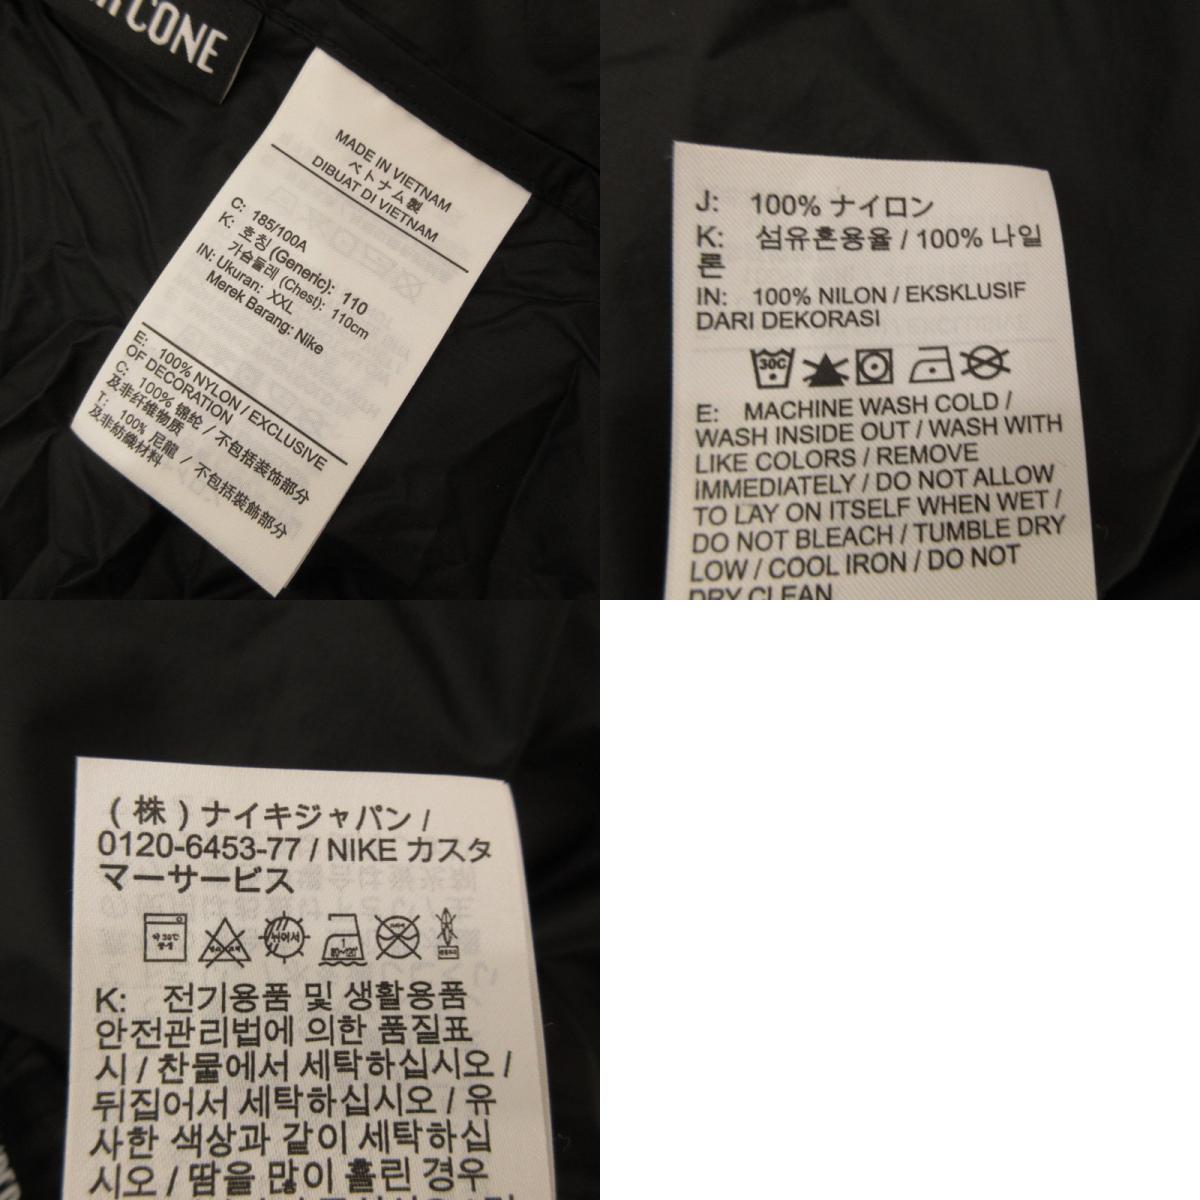 CONE
MADE IN VIETNAM
ベトナム製
DIBUAT DI VIETNAM
C: 185/100A
K: 호칭 (Generic): 110
가슴둘레 (Chest): 110cm
IN: Ukuran: XXL
Merek Barang: Nike
E: 100% NYLON / EXCLUSIVE
OF DECORATION
C: 100% 锦纶 / 不包括装饰部分
及非纤维物质
T: 100% 尼龍 / 不包括裝飾部分
及非紡織材料
J: 100% ナイロン
K: 섬유혼용율 / 100% 나일
론
IN: 100% NILON / EKSKLUSIF
DARI DEKORASI
30C
E: MACHINE WASH COLD /
WASH INSIDE OUT / WASH WITH
LIKE COLORS / REMOVE
IMMEDIATELY / DO NOT ALLOW
TO LAY ON ITSELF WHEN WET /
DO NOT BLEACH / TUMBLE DRY
LOW / COOL IRON / DO NOT
DRY CLEAN
(株)ナイキジャパン /
0120-6453-77 / NIKE カスタ
マーサービス
K: 전기용품 및 생활용품
안전관리법에 의한 품질표
시 / 찬물에서 세탁하십시오 /
뒤집어서 세탁하십시오 / 유
사한 색상과 같이 세탁하십
시오 / 땀을 많이 흘린 경우